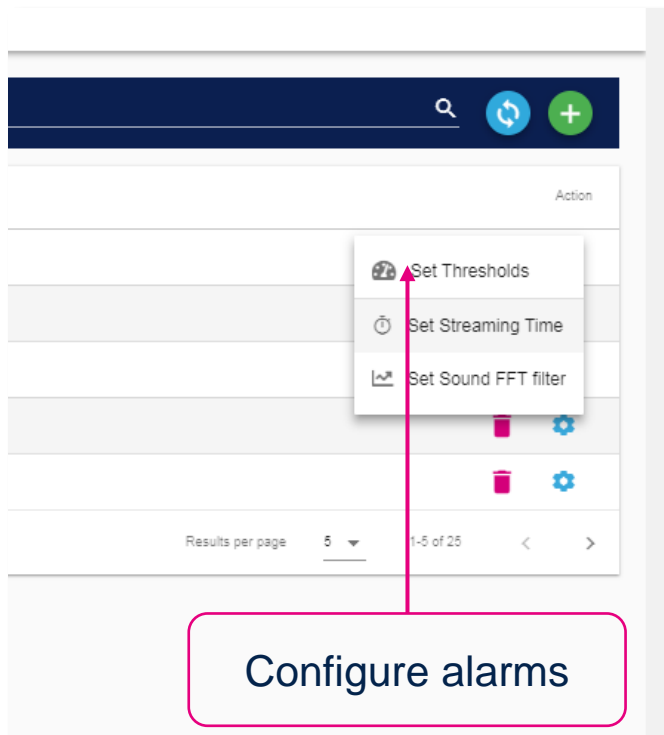 Action
Set Thresholds
Set Streaming Time
Set Sound FFT filter
Results per page 5 1-5 of 25
Configure alarms